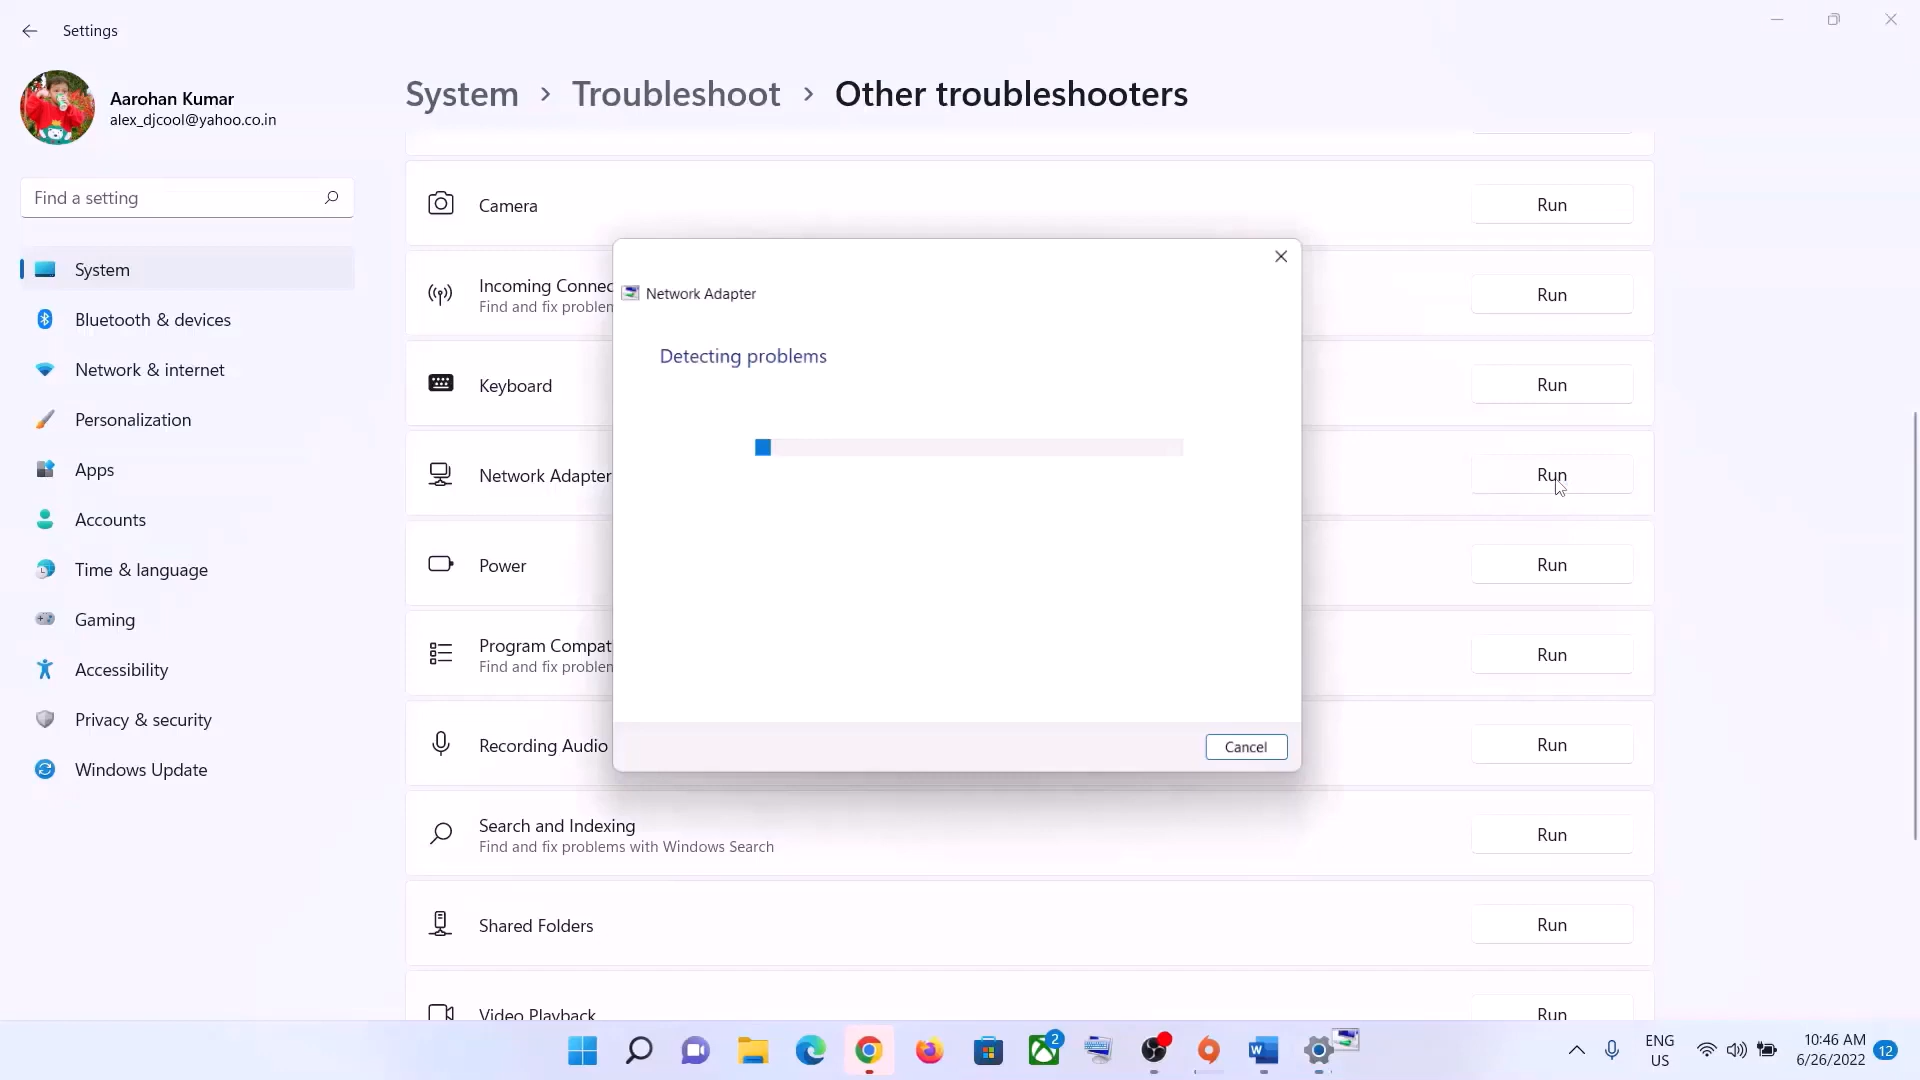 Settings
Aarohan Kumar
alex_djcool@yahoo.co.in
Find a setting
System
Bluetooth & devices
Network & internet
Personalization
Apps
Accounts
Time & language
Gaming
Accessibility
Privacy & security
Windows Update
System > Troubleshoot > Other troubleshooters
Camera
Run
Incoming Connec
Find and fix problem
Run
Keyboard
Run
Network Adapter
Run
Power
Run
Program Compat
Find and fix problem
Run
Recording Audio
Run
Search and Indexing
Find and fix problems with Windows Search
Run
Shared Folders
Run
Video Playback
Run
Network Adapter
Detecting problems
Cancel
2
ENG
US
10:46 AM
6/26/2022
12